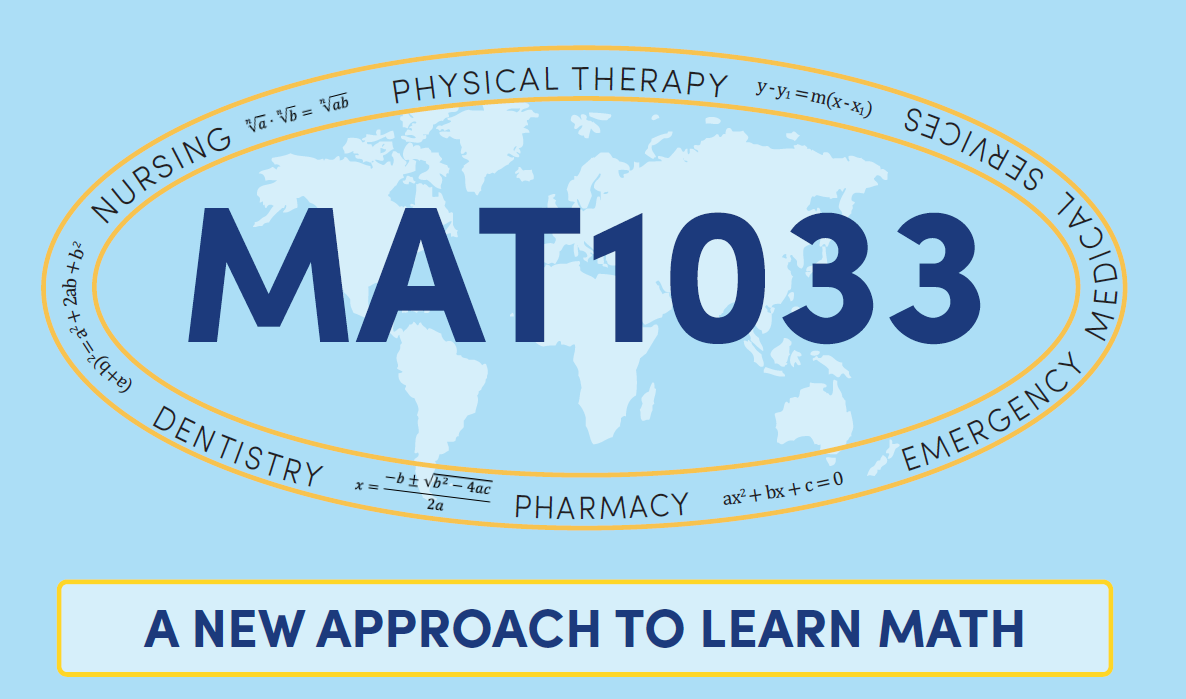 NURSING
ⁿ√a · ⁿ√b = ⁿ√ab
PHYSICAL THERAPY
y - y₁ = m(x - x₁)
EMERGENCY MEDICAL SERVICES
(a+b)² = a² + 2ab + b²
MAT1033
DENTISTRY
x = (−b ± √(b² − 4ac)) / 2a
PHARMACY
ax² + bx + c = 0
A NEW APPROACH TO LEARN MATH